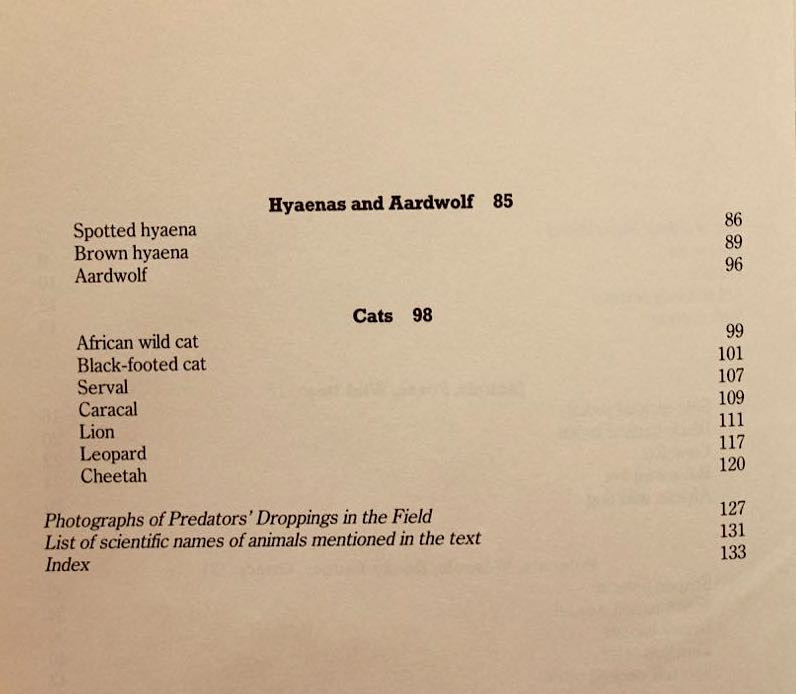 Hyaenas and Aardwolf 85
Spotted hyaena 86
Brown hyaena 89
Aardwolf 96
Cats 98
African wild cat 99
Black-footed cat 101
Serval 107
Caracal 109
Lion 111
Leopard 117
Cheetah 120
Photographs of Predators' Droppings in the Field 127
List of scientific names of animals mentioned in the text 131
Index 133